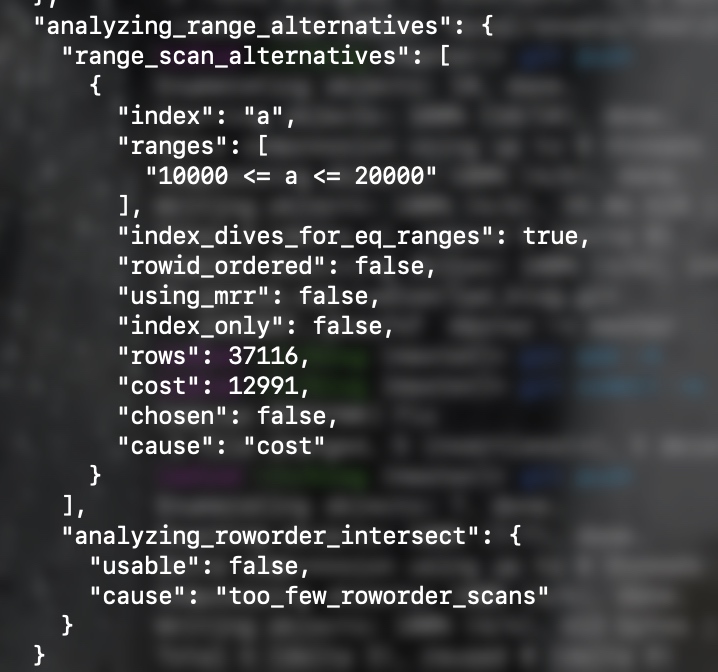 },
"analyzing_range_alternatives": {
"range_scan_alternatives": [
{
"index": "a",
"ranges": [
"10000 <= a <= 20000"
],
"index_dives_for_eq_ranges": true,
"rowid_ordered": false,
"using_mrr": false,
"index_only": false,
"rows": 37116,
"cost": 12991,
"chosen": false,
"cause": "cost"
}
],
"analyzing_roworder_intersect": {
"usable": false,
"cause": "too_few_roworder_scans"
}
}